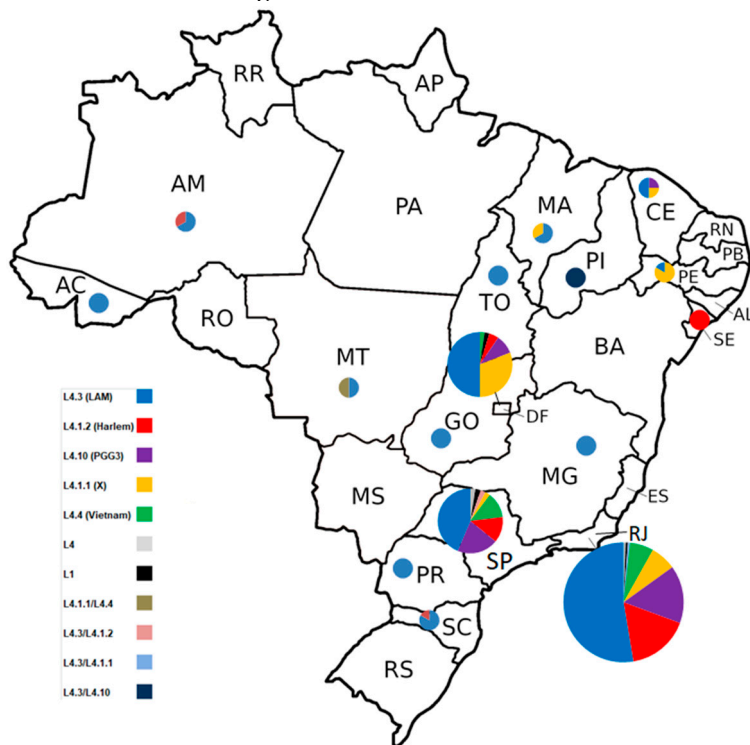 RR
AP
AM
PA
MA
CE
RN
PB
PI
PE
AC
TO
AL
RO
SE
BA
MT
L4.3 (LAM)
L4.1.2 (Harlem)
DF
GO
L4.10 (PGG3)
MG
L4.1.1 (X)
MS
ES
L4.4 (Vietnam)
RJ
L4
SP
L1
PR
L4.1.1/L4.4
SC
L4.3/L4.1.2
L4.3/L4.1.1
RS
L4.3/L4.10